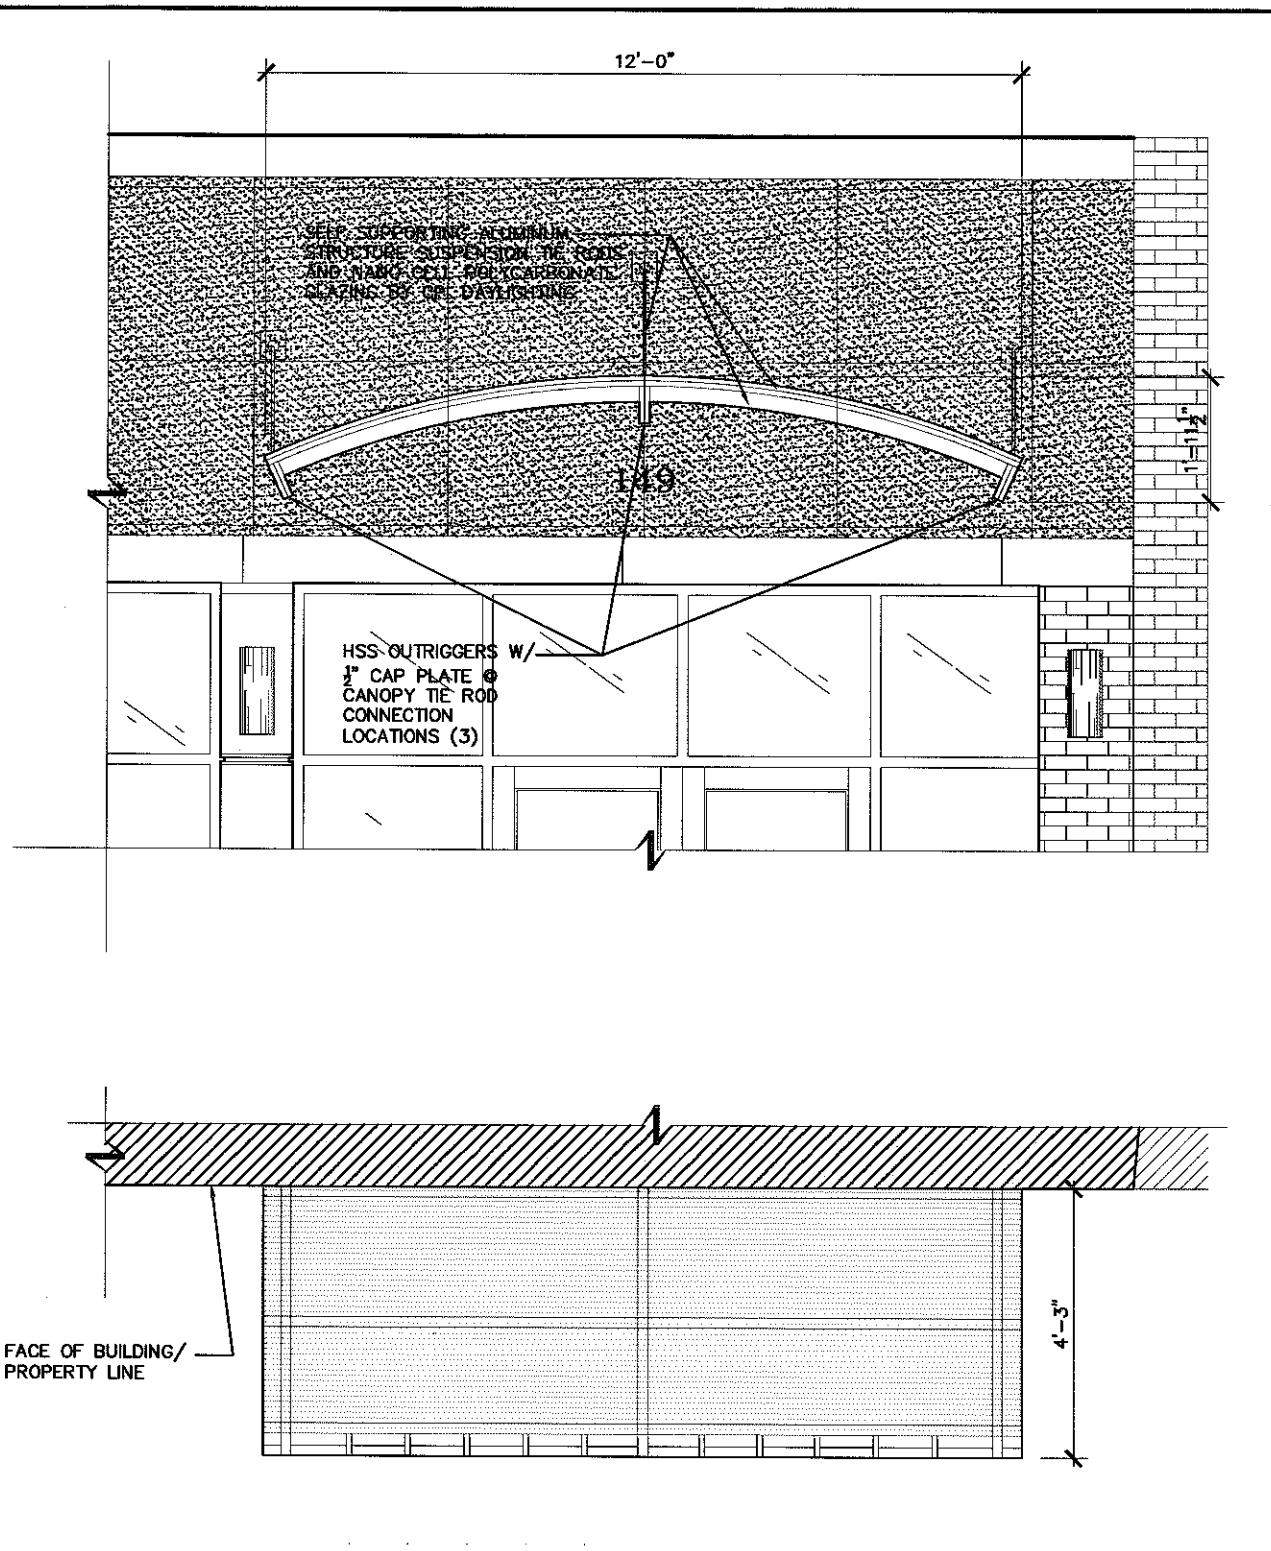 12'-0"
SELF SUPPORTING ALUMINUM
STRUCTURE SUSPENSION TIE RODS
AND NANO CELL POLYCARBONATE
GLAZING BY CPI DAYLIGHTING
1'-11 1/2"
149
HSS OUTRIGGERS W/
1/2" CAP PLATE @
CANOPY TIE ROD
CONNECTION
LOCATIONS (3)
FACE OF BUILDING/
PROPERTY LINE
4'-3"